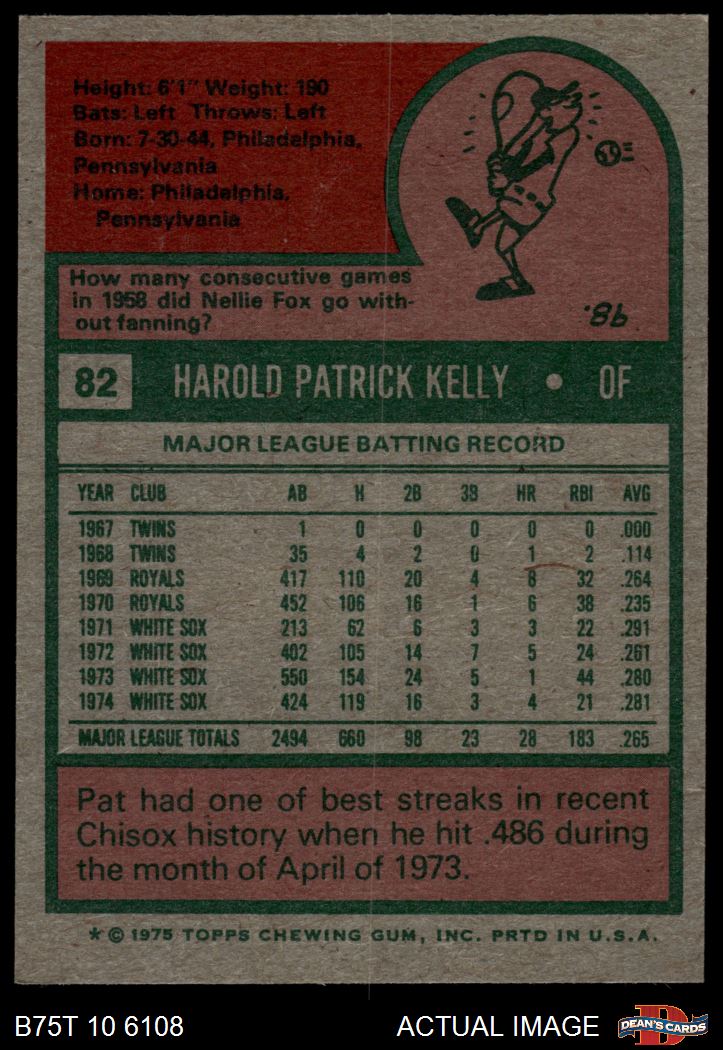 Height: 6'1" Weight: 190
Bats: Left Throws: Left
Born: 7-30-44, Philadelphia,
Pennsylvania
Home: Philadelphia,
Pennsylvania
How many consecutive games
in 1958 did Nellie Fox go with-
out fanning?
98.
82 HAROLD PATRICK KELLY • OF
MAJOR LEAGUE BATTING RECORD
YEAR CLUB AB H 2B 3B HR RBI AVG
1967 TWINS 1 0 0 0 0 0 .000
1968 TWINS 35 4 2 0 1 2 .114
1969 ROYALS 417 110 20 4 8 32 .264
1970 ROYALS 452 106 16 1 6 38 .235
1971 WHITE SOX 213 62 6 3 3 22 .291
1972 WHITE SOX 402 105 14 7 5 24 .261
1973 WHITE SOX 550 154 24 5 1 44 .280
1974 WHITE SOX 424 119 16 3 4 21 .281
MAJOR LEAGUE TOTALS 2494 660 98 23 28 183 .265
Pat had one of best streaks in recent
Chisox history when he hit .486 during
the month of April of 1973.
* © 1975 TOPPS CHEWING GUM, INC. PRTD IN U.S.A.
B75T 10 6108 ACTUAL IMAGE
D
DEAN'S CARDS